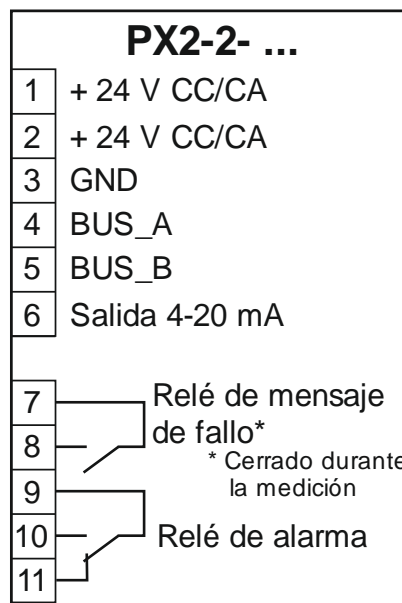 PX2-2- ...
1 + 24 V CC/CA
2 + 24 V CC/CA
3 GND
4 BUS_A
5 BUS_B
6 Salida 4-20 mA
7 Relé de mensaje
8 de fallo*
* Cerrado durante
9 la medición
10 Relé de alarma
11